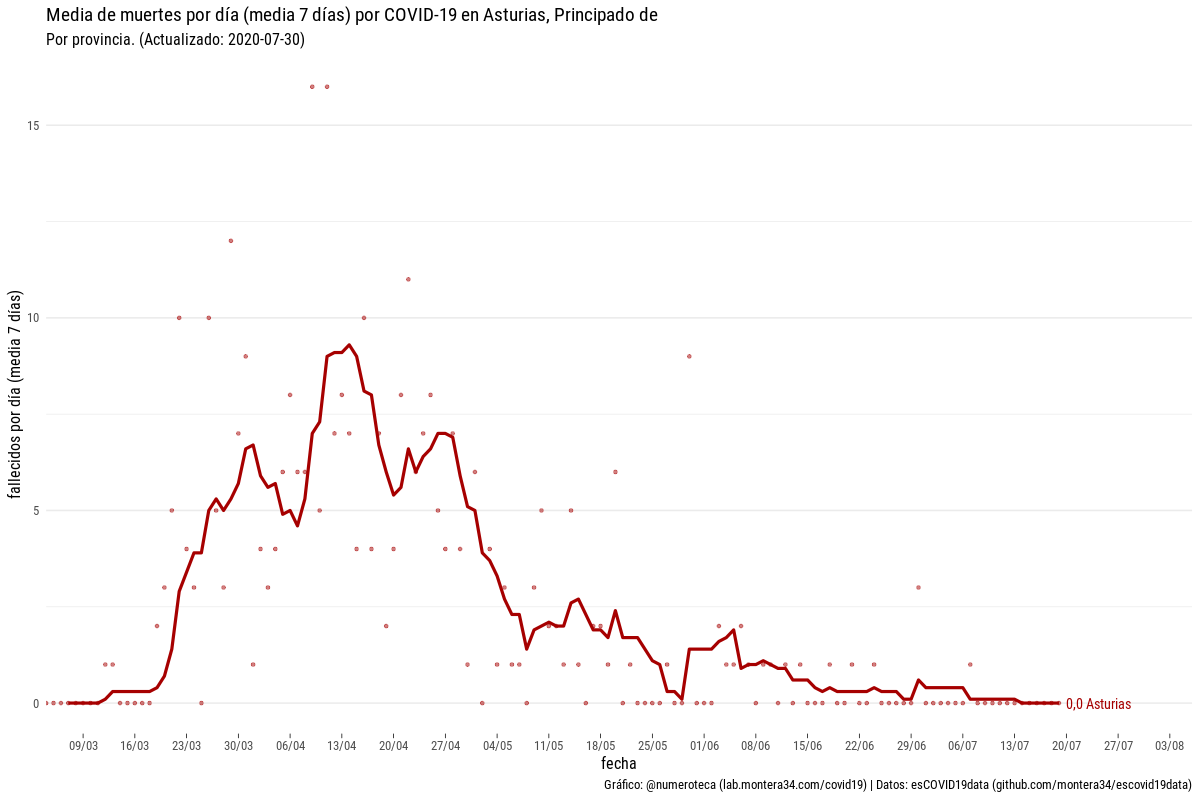 Media de muertes por día (media 7 días) por COVID-19 en Asturias, Principado de
Por provincia. (Actualizado: 2020-07-30)
fallecidos por día (media 7 días)
15
10
5
0
0,0 Asturias
09/03 16/03 23/03 30/03 06/04 13/04 20/04 27/04 04/05 11/05 18/05 25/05 01/06 08/06 15/06 22/06 29/06 06/07 13/07 20/07 27/07 03/08
fecha
Gráfico: @numeroteca (lab.montera34.com/covid19) | Datos: esCOVID19data (github.com/montera34/escovid19data)